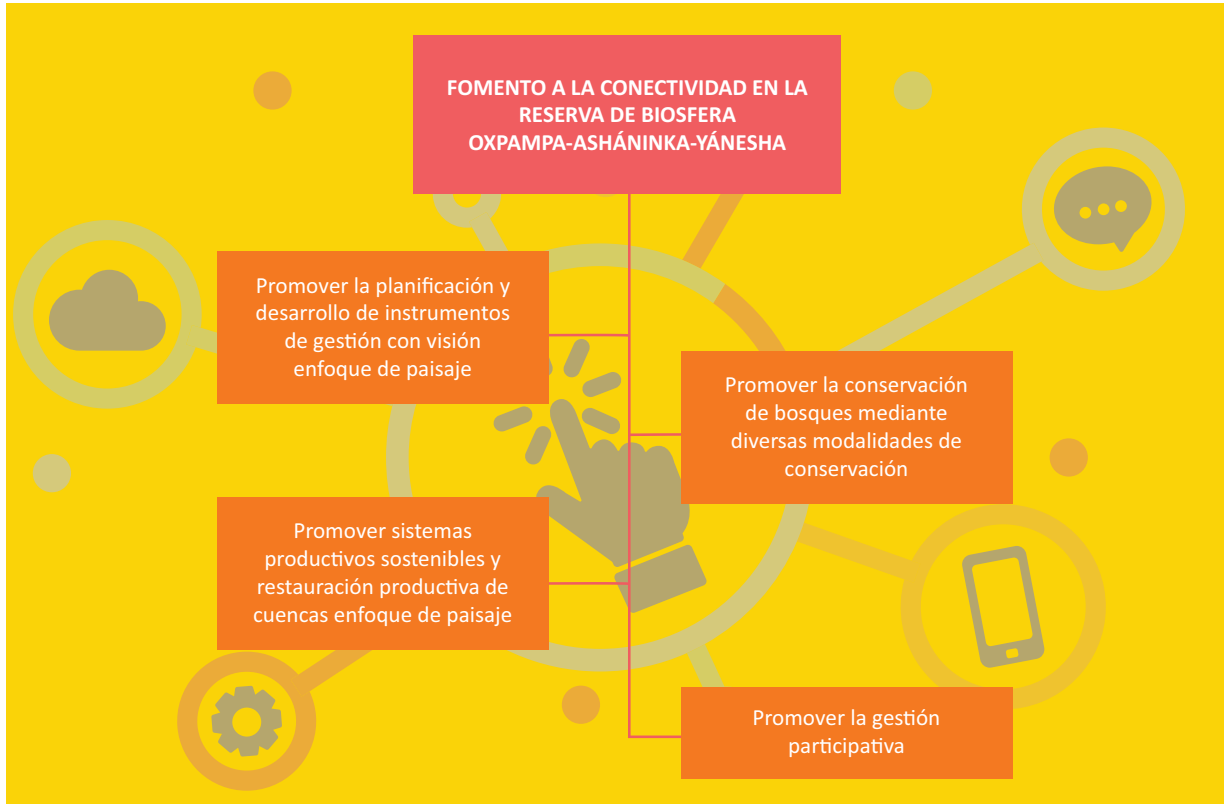 FOMENTO A LA CONECTIVIDAD EN LA
RESERVA DE BIOSFERA
OXPAMPA-ASHÁNINKA-YÁNESHA
Promover la planificación y
desarrollo de instrumentos
de gestión con visión
enfoque de paisaje
Promover la conservación
de bosques mediante
diversas modalidades de
conservación
Promover sistemas
productivos sostenibles y
restauración productiva de
cuencas enfoque de paisaje
Promover la gestión
participativa